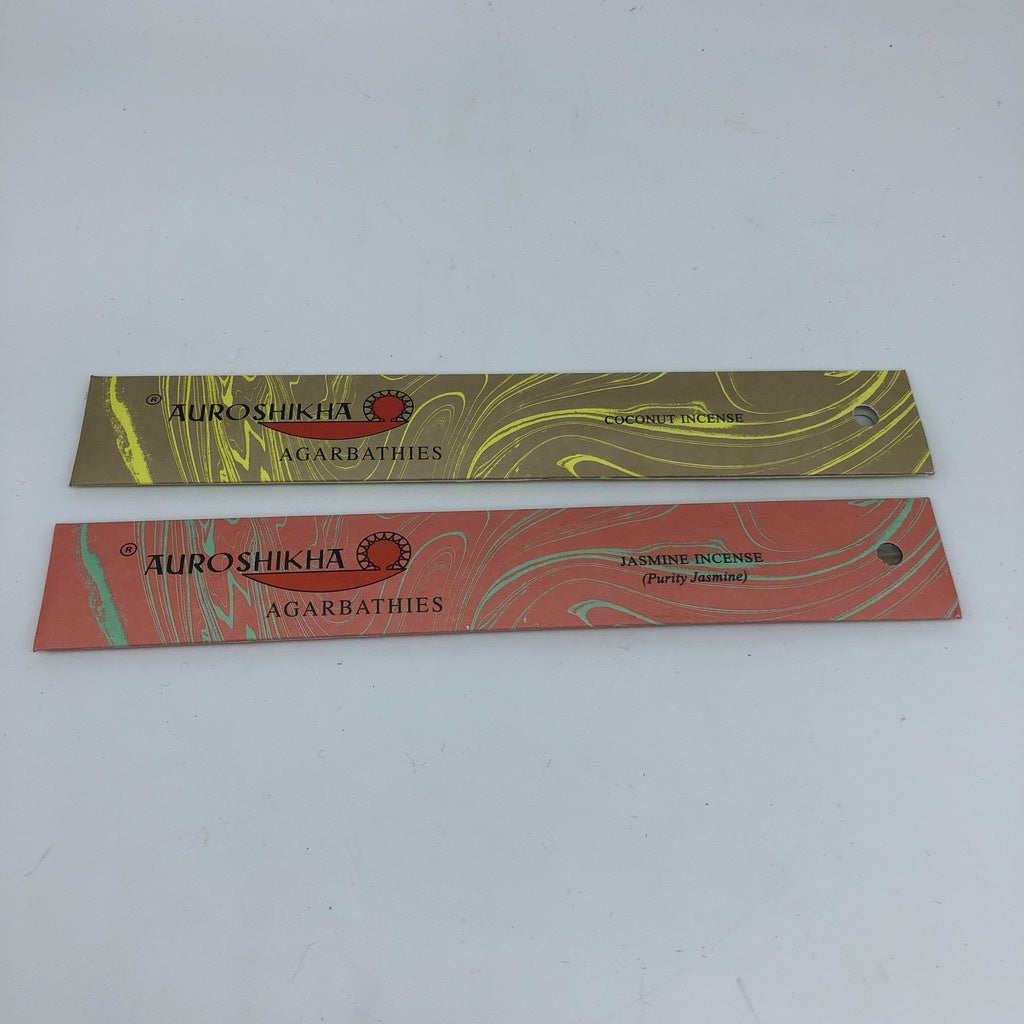 ® AUROSHIKHA
AGARBATHIES
COCONUT INCENSE
® AUROSHIKHA
AGARBATHIES
JASMINE INCENSE
(Purity Jasmine)